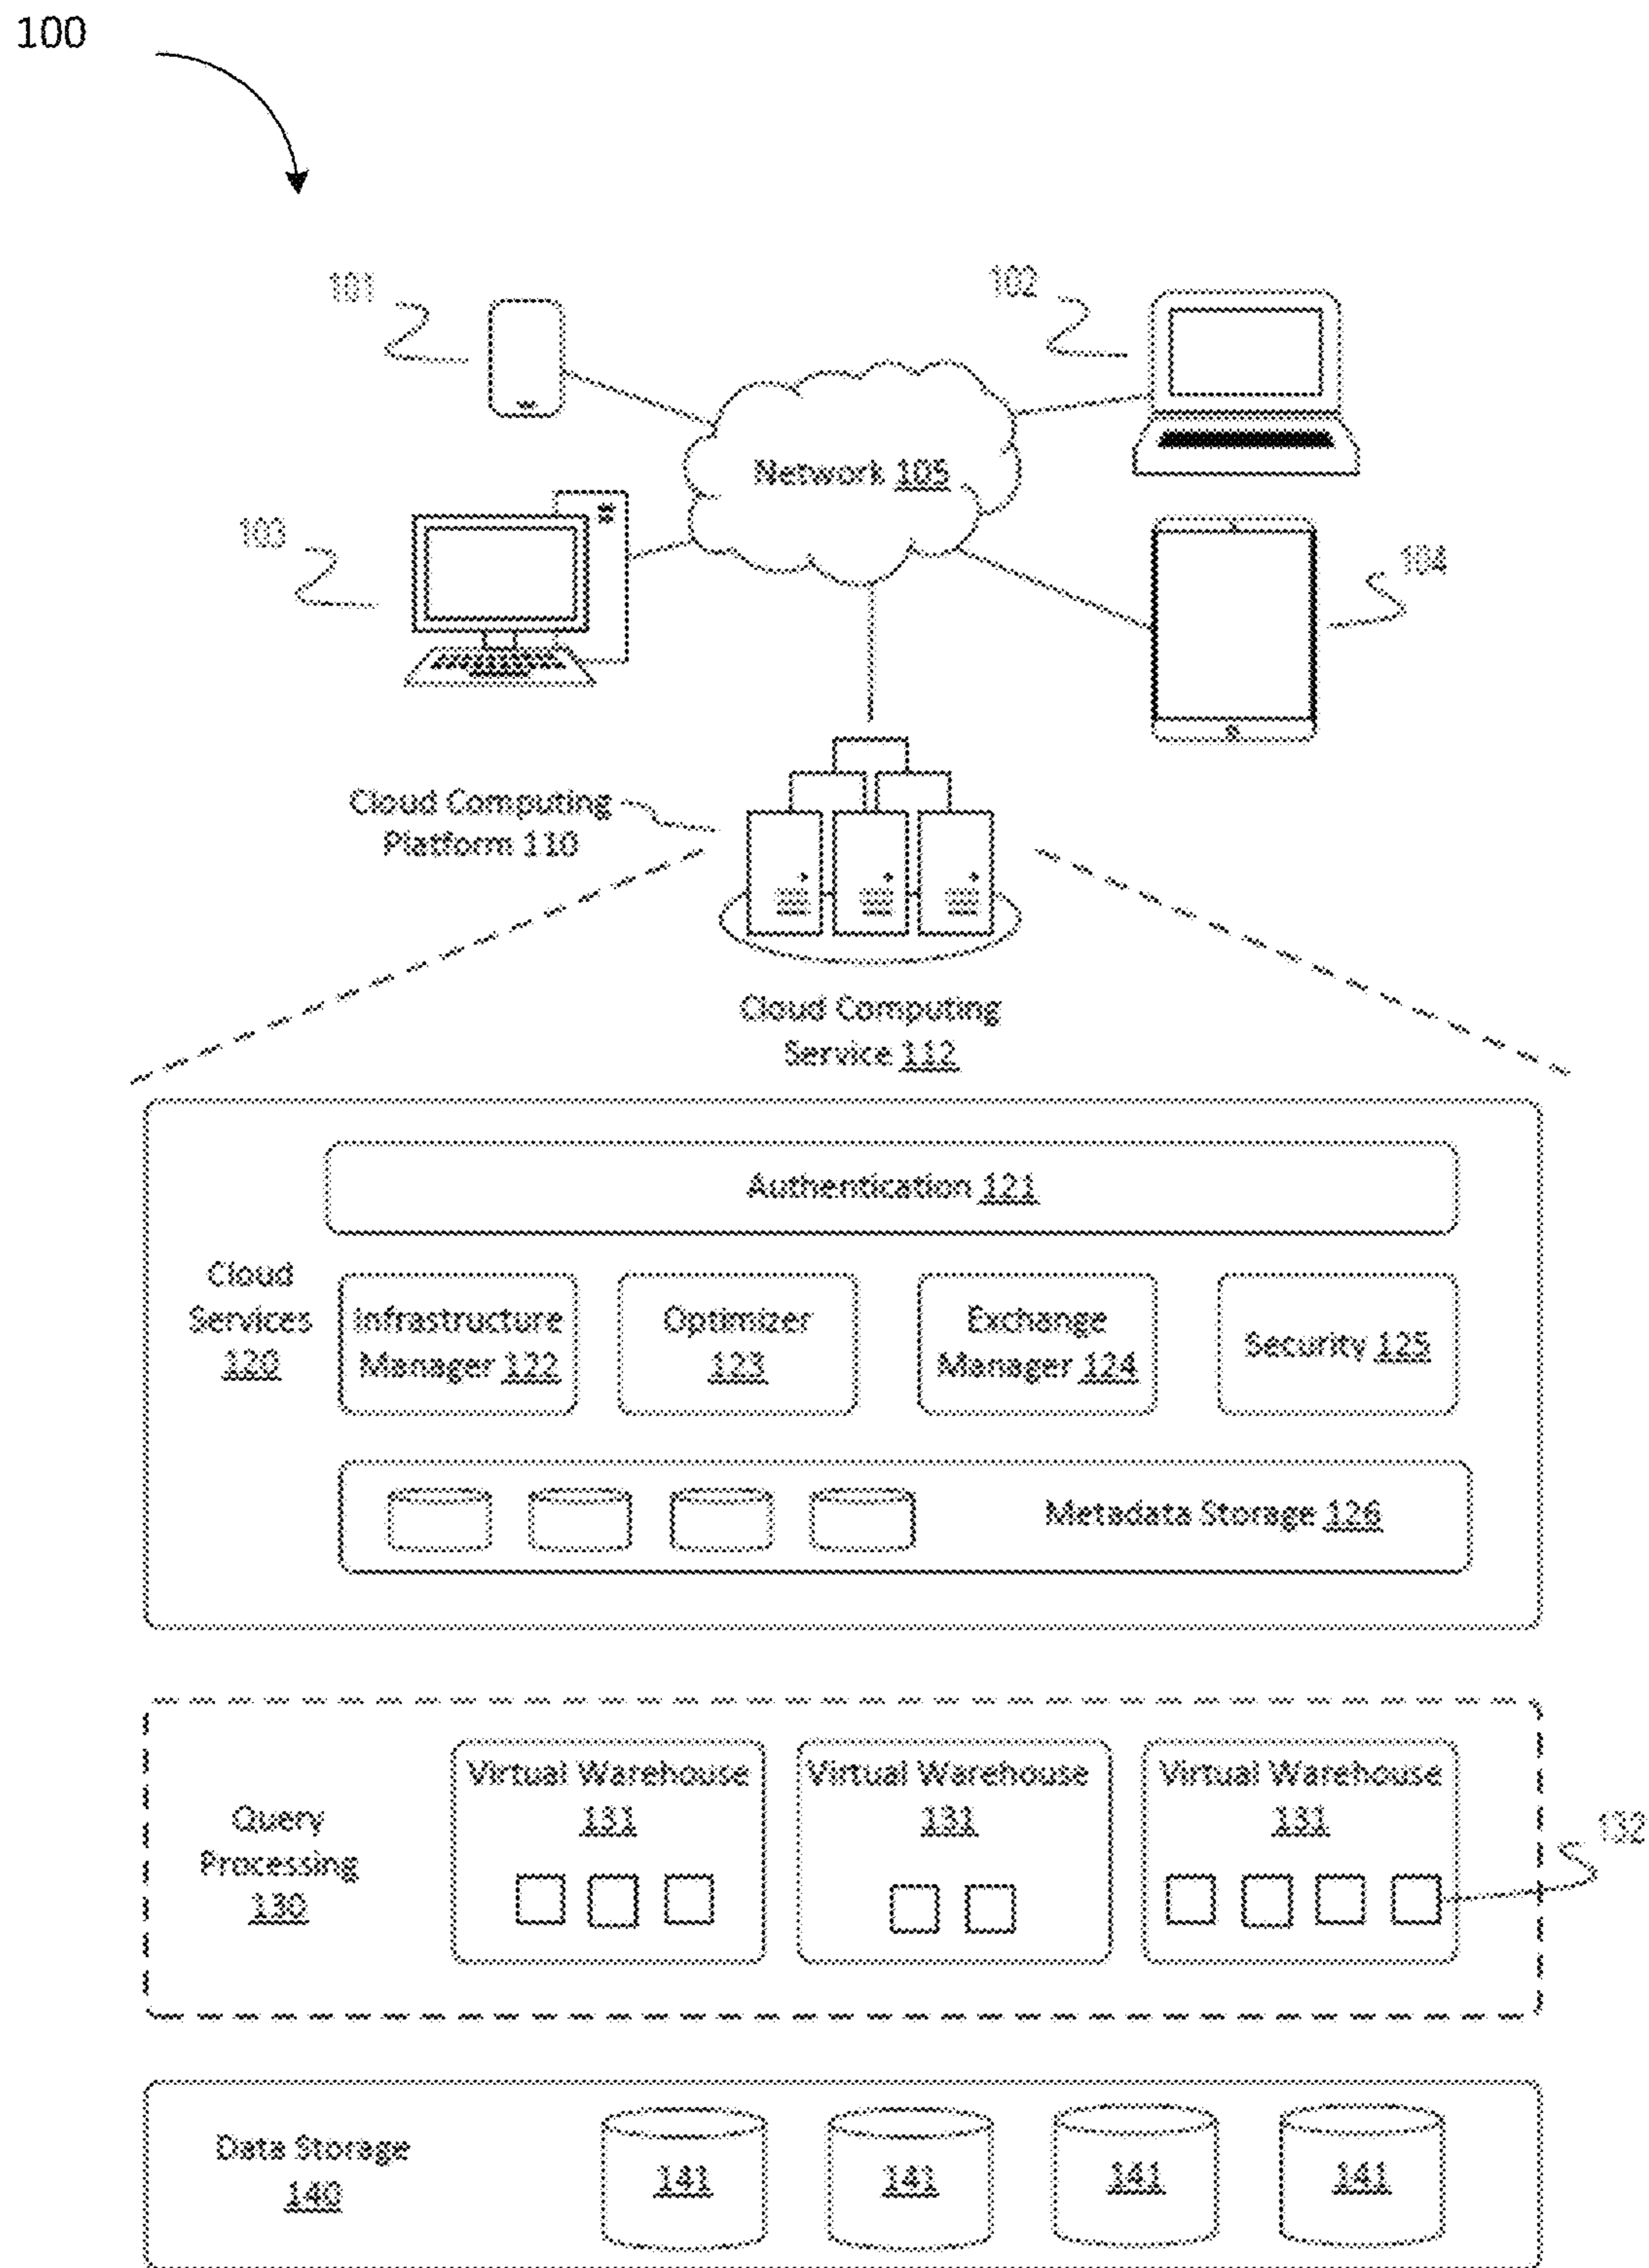 100
101
102
Network 105
103
104
Cloud Computing
Platform 110
Cloud Computing
Service 112
Authentication 121
Cloud
Services
120
Infrastructure
Manager 122
Optimizer
123
Exchange
Manager 124
Security 125
Metadata Storage 126
Query
Processing
130
Virtual Warehouse
131
Virtual Warehouse
131
Virtual Warehouse
131
132
Data Storage
140
141
141
141
141